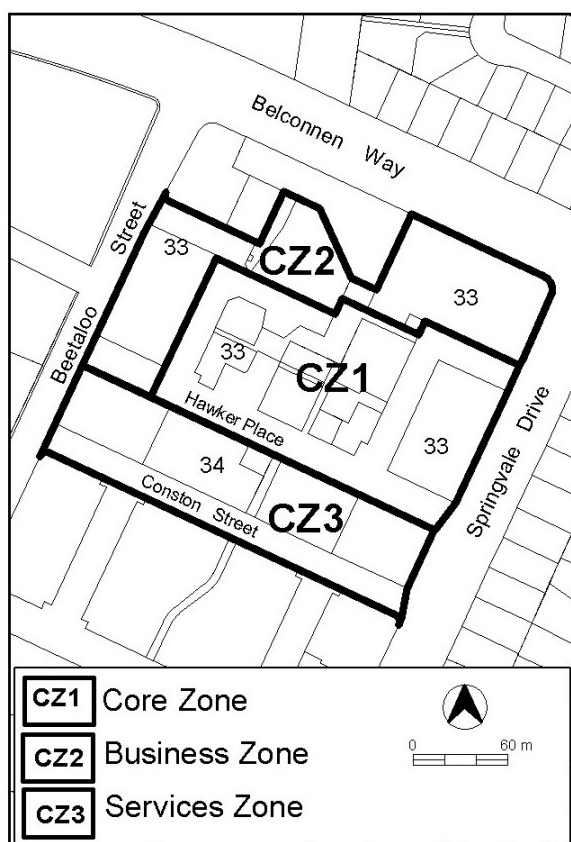 Belconnen Way
Beetaloo Street
33
CZ2
33
33
CZ1
Hawker Place
33
34
Conston Street
CZ3
Springvale Drive
CZ1 Core Zone
CZ2 Business Zone
CZ3 Services Zone
0 60 m